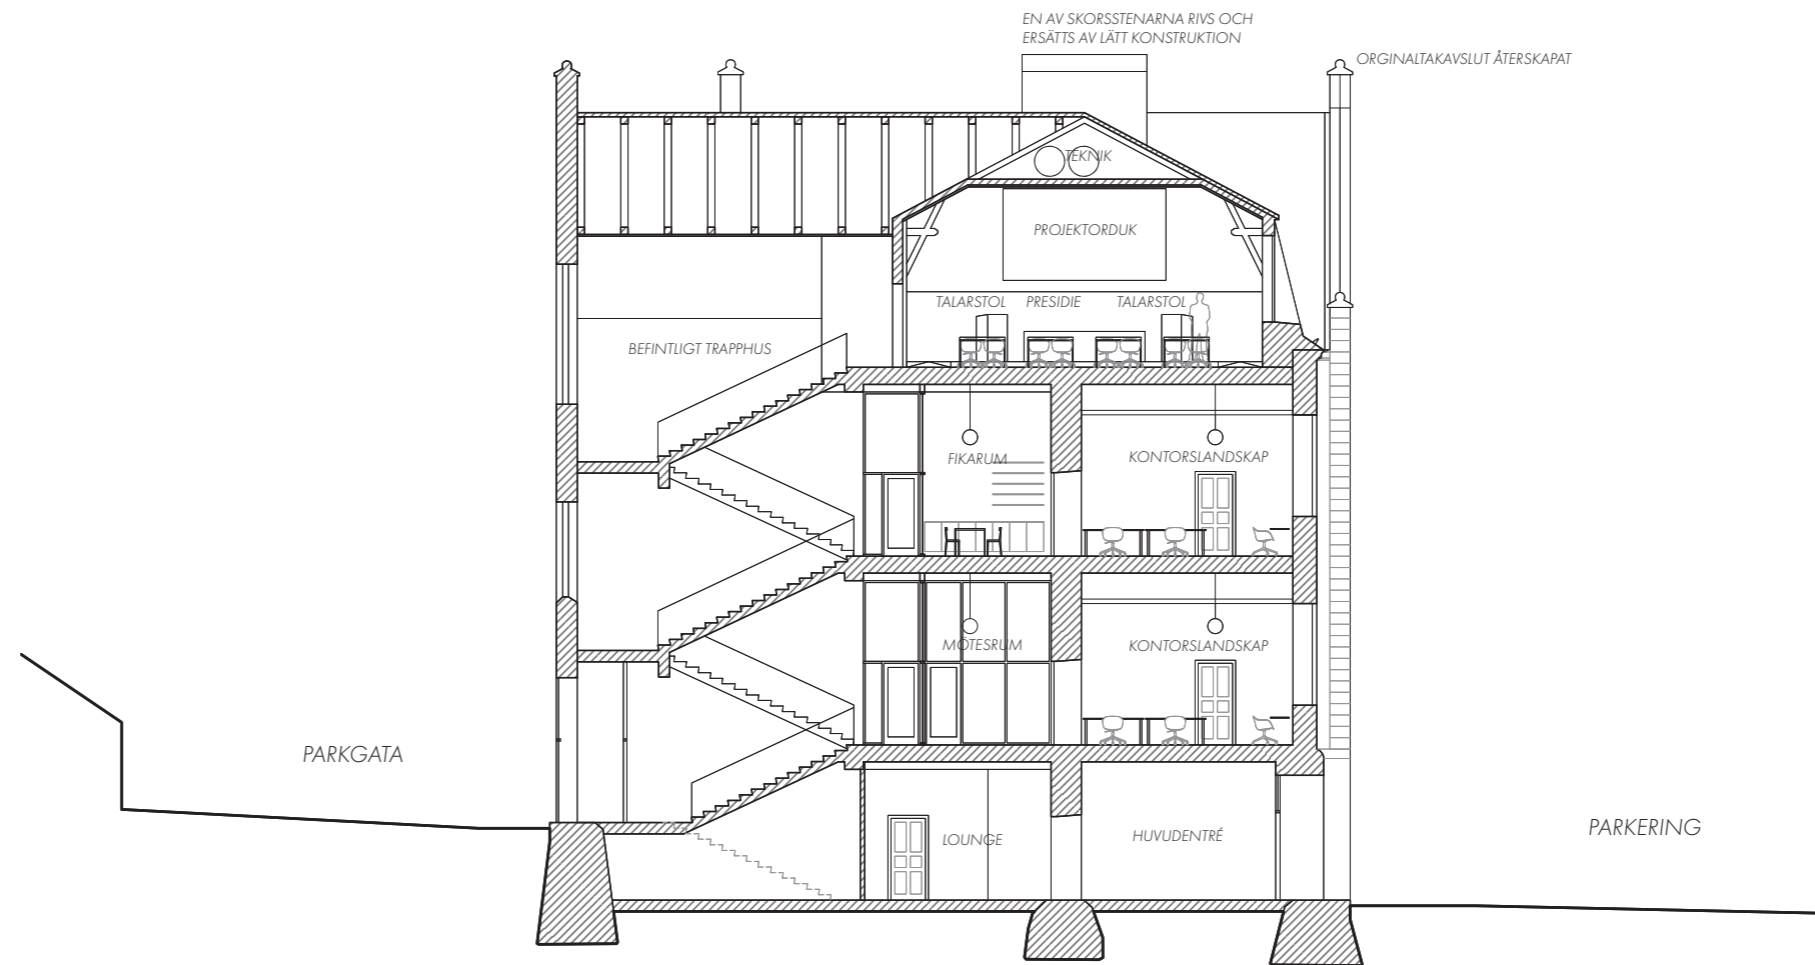 EN AV SKORSSTENARNA RIVS OCH
ERSÄTTS AV LÄTT KONSTRUKTION
ORGINALTAKAVSLUT ÅTERSKAPAT
TEKNIK
PROJEKTORDUK
TALARSTOL PRESIDIE TALARSTOL
BEFINTLIGT TRAPPHUS
FIKARUM
KONTORSLANDSKAP
MÖTESRUM
KONTORSLANDSKAP
PARKGATA
LOUNGE
HUVUDENTRÉ
PARKERING